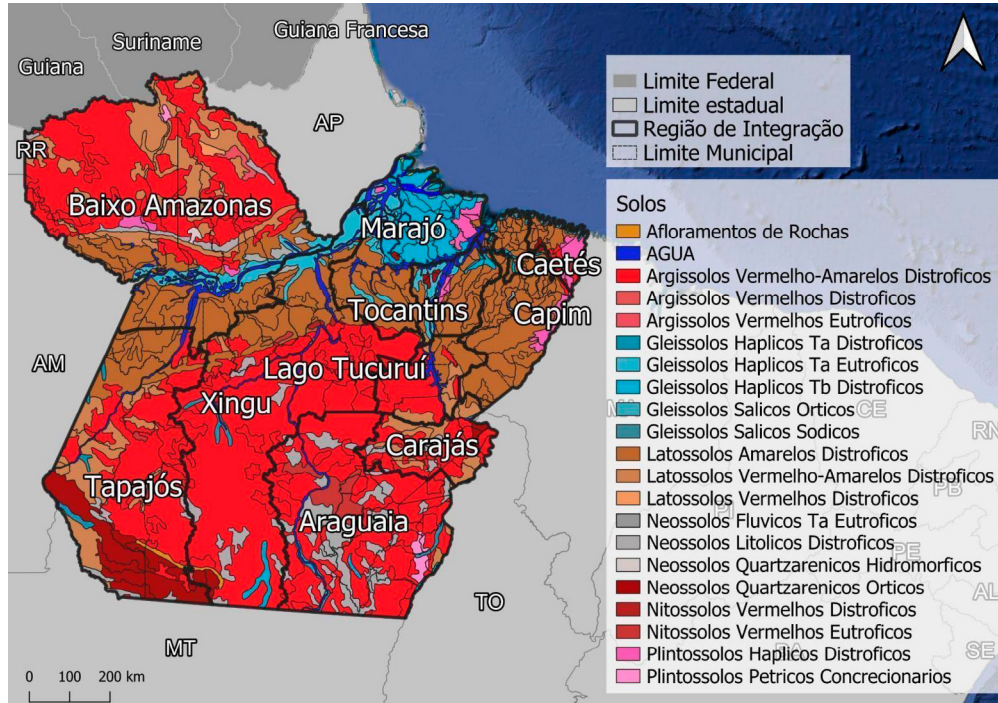 Suriname
Guiana Francesa
Guiana
AP
RR
Baixo Amazonas
Marajó
Caetés
Tocantins
Capim
AM
Lago Tucuruí
Xingu
Carajás
Tapajós
Araguaia
TO
MT
0 100 200 km
Limite Federal
Limite estadual
Região de Integração
Limite Municipal
Solos
Afloramentos de Rochas
AGUA
Argissolos Vermelho-Amarelos Distroficos
Argissolos Vermelhos Distroficos
Argissolos Vermelhos Eutroficos
Gleissolos Haplicos Ta Distroficos
Gleissolos Haplicos Ta Eutroficos
Gleissolos Haplicos Tb Distroficos
Gleissolos Salicos Orticos
Gleissolos Salicos Sodicos
Latossolos Amarelos Distroficos
Latossolos Vermelho-Amarelos Distroficos
Latossolos Vermelhos Distroficos
Neossolos Fluvicos Ta Eutroficos
Neossolos Litolicos Distroficos
Neossolos Quartzarenicos Hidromorficos
Neossolos Quartzarenicos Orticos
Nitossolos Vermelhos Distroficos
Nitossolos Vermelhos Eutroficos
Plintossolos Haplicos Distroficos
Plintossolos Petricos Concrecionarios
CE
RN
PB
PI
PE
AL
BA
SE